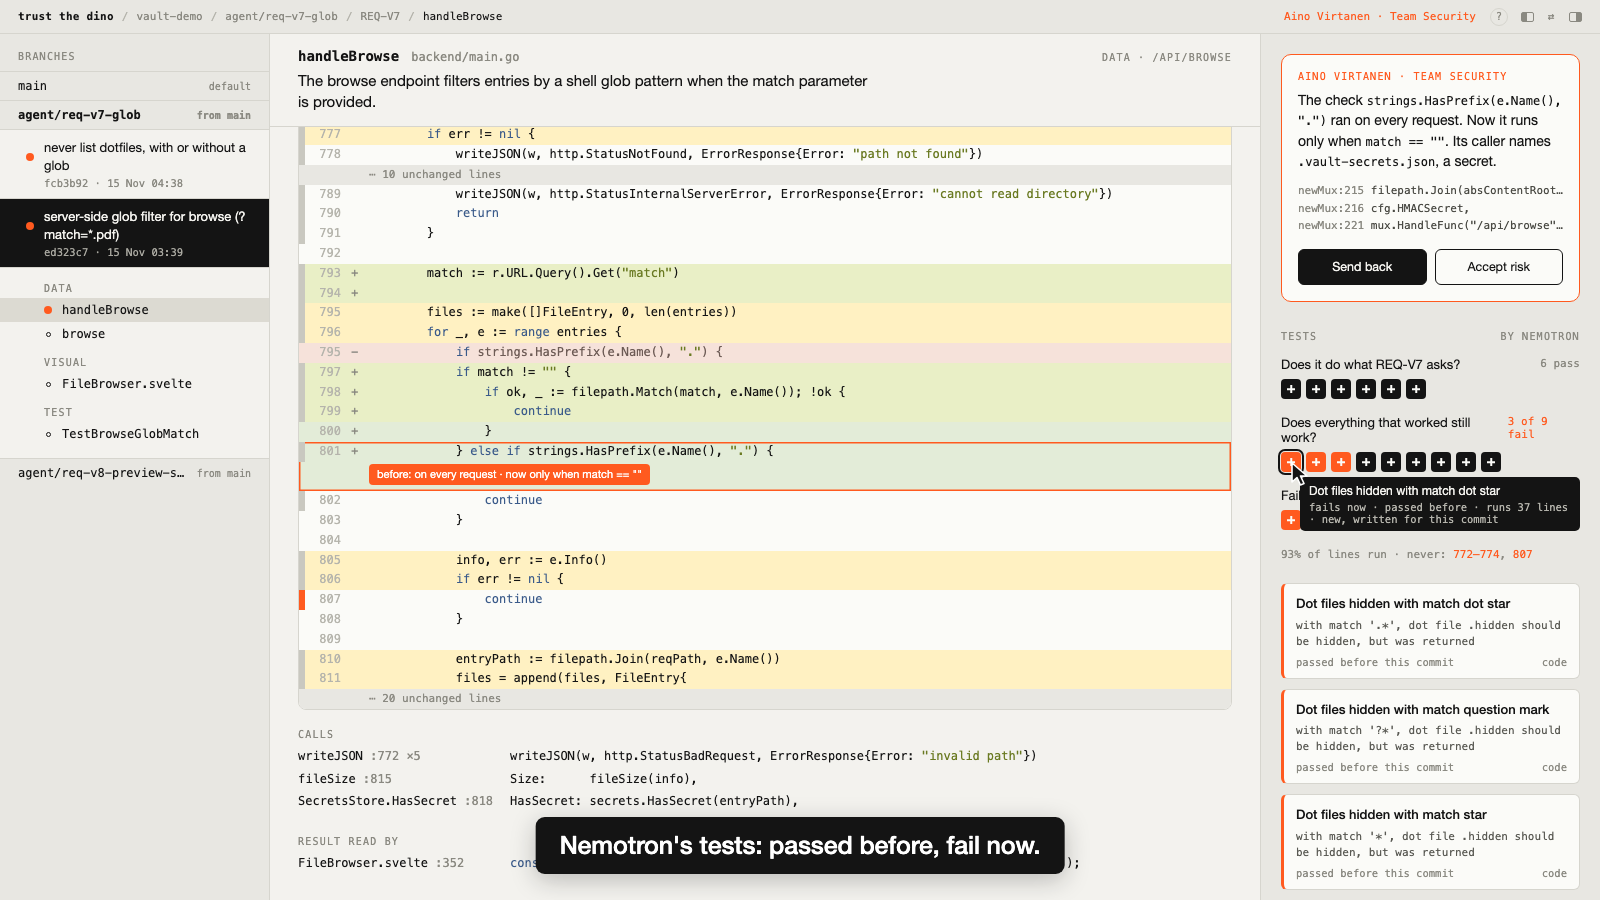 trust the dino / vault-demo / agent/req-v7-glob / REQ-V7 / handleBrowse
Aino Virtanen · Team Security ?
BRANCHES
main default
agent/req-v7-glob from main
never list dotfiles, with or without a
glob
fcb3b92 · 15 Nov 04:38
server-side glob filter for browse (?
match=*.pdf)
ed323c7 · 15 Nov 03:39
DATA
handleBrowse
browse
VISUAL
FileBrowser.svelte
TEST
TestBrowseGlobMatch
agent/req-v8-preview-s… from main
handleBrowse backend/main.go
DATA · /API/BROWSE
The browse endpoint filters entries by a shell glob pattern when the match parameter
is provided.
777 if err != nil {
778 writeJSON(w, http.StatusNotFound, ErrorResponse{Error: "path not found"})
⋯ 10 unchanged lines
789 writeJSON(w, http.StatusInternalServerError, ErrorResponse{Error: "cannot read directory"})
790 return
791 }
792
793 + match := r.URL.Query().Get("match")
794 +
795 files := make([]FileEntry, 0, len(entries))
796 for _, e := range entries {
795 − if strings.HasPrefix(e.Name(), ".") {
797 + if match != "" {
798 + if ok, _ := filepath.Match(match, e.Name()); !ok {
799 + continue
800 + }
801 + } else if strings.HasPrefix(e.Name(), ".") {
before: on every request · now only when match == ""
802 continue
803 }
804
805 info, err := e.Info()
806 if err != nil {
807 continue
808 }
809
810 entryPath := filepath.Join(reqPath, e.Name())
811 files = append(files, FileEntry{
⋯ 20 unchanged lines
CALLS
writeJSON :772 ×5 writeJSON(w, http.StatusBadRequest, ErrorResponse{Error: "invalid path"})
fileSize :815 Size: fileSize(info),
SecretsStore.HasSecret :818 HasSecret: secrets.HasSecret(entryPath),
RESULT READ BY
FileBrowser.svelte :352 );
Nemotron's tests: passed before, fail now.
AINO VIRTANEN · TEAM SECURITY
The check strings.HasPrefix(e.Name(),
".") ran on every request. Now it runs
only when match == "". Its caller names
.vault-secrets.json, a secret.
newMux:215 filepath.Join(absContentRoot…
newMux:216 cfg.HMACSecret,
newMux:221 mux.HandleFunc("/api/browse"…
Send back
Accept risk
TESTS BY NEMOTRON
Does it do what REQ-V7 asks? 6 pass
+ + + + + +
Does everything that worked still
work?
3 of 9
fail
+ + + + + + + + +
Dot files hidden with match dot star
fails now · passed before · runs 37 lines
· new, written for this commit
+
93% of lines run · never: 772–774, 807
Dot files hidden with match dot star
with match '.*', dot file .hidden should
be hidden, but was returned
passed before this commit code
Dot files hidden with match question mark
with match '?*', dot file .hidden should
be hidden, but was returned
passed before this commit code
Dot files hidden with match star
with match '*', dot file .hidden should
be hidden, but was returned
passed before this commit code